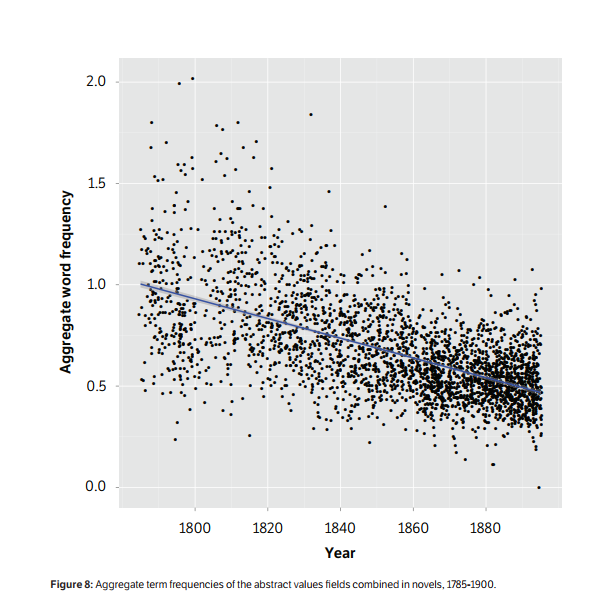 2.0
1.5
1.0
0.5
0.0
Aggregate word frequency
1800 1820 1840 1860 1880
Year
Figure 8: Aggregate term frequencies of the abstract values fields combined in novels, 1785-1900.